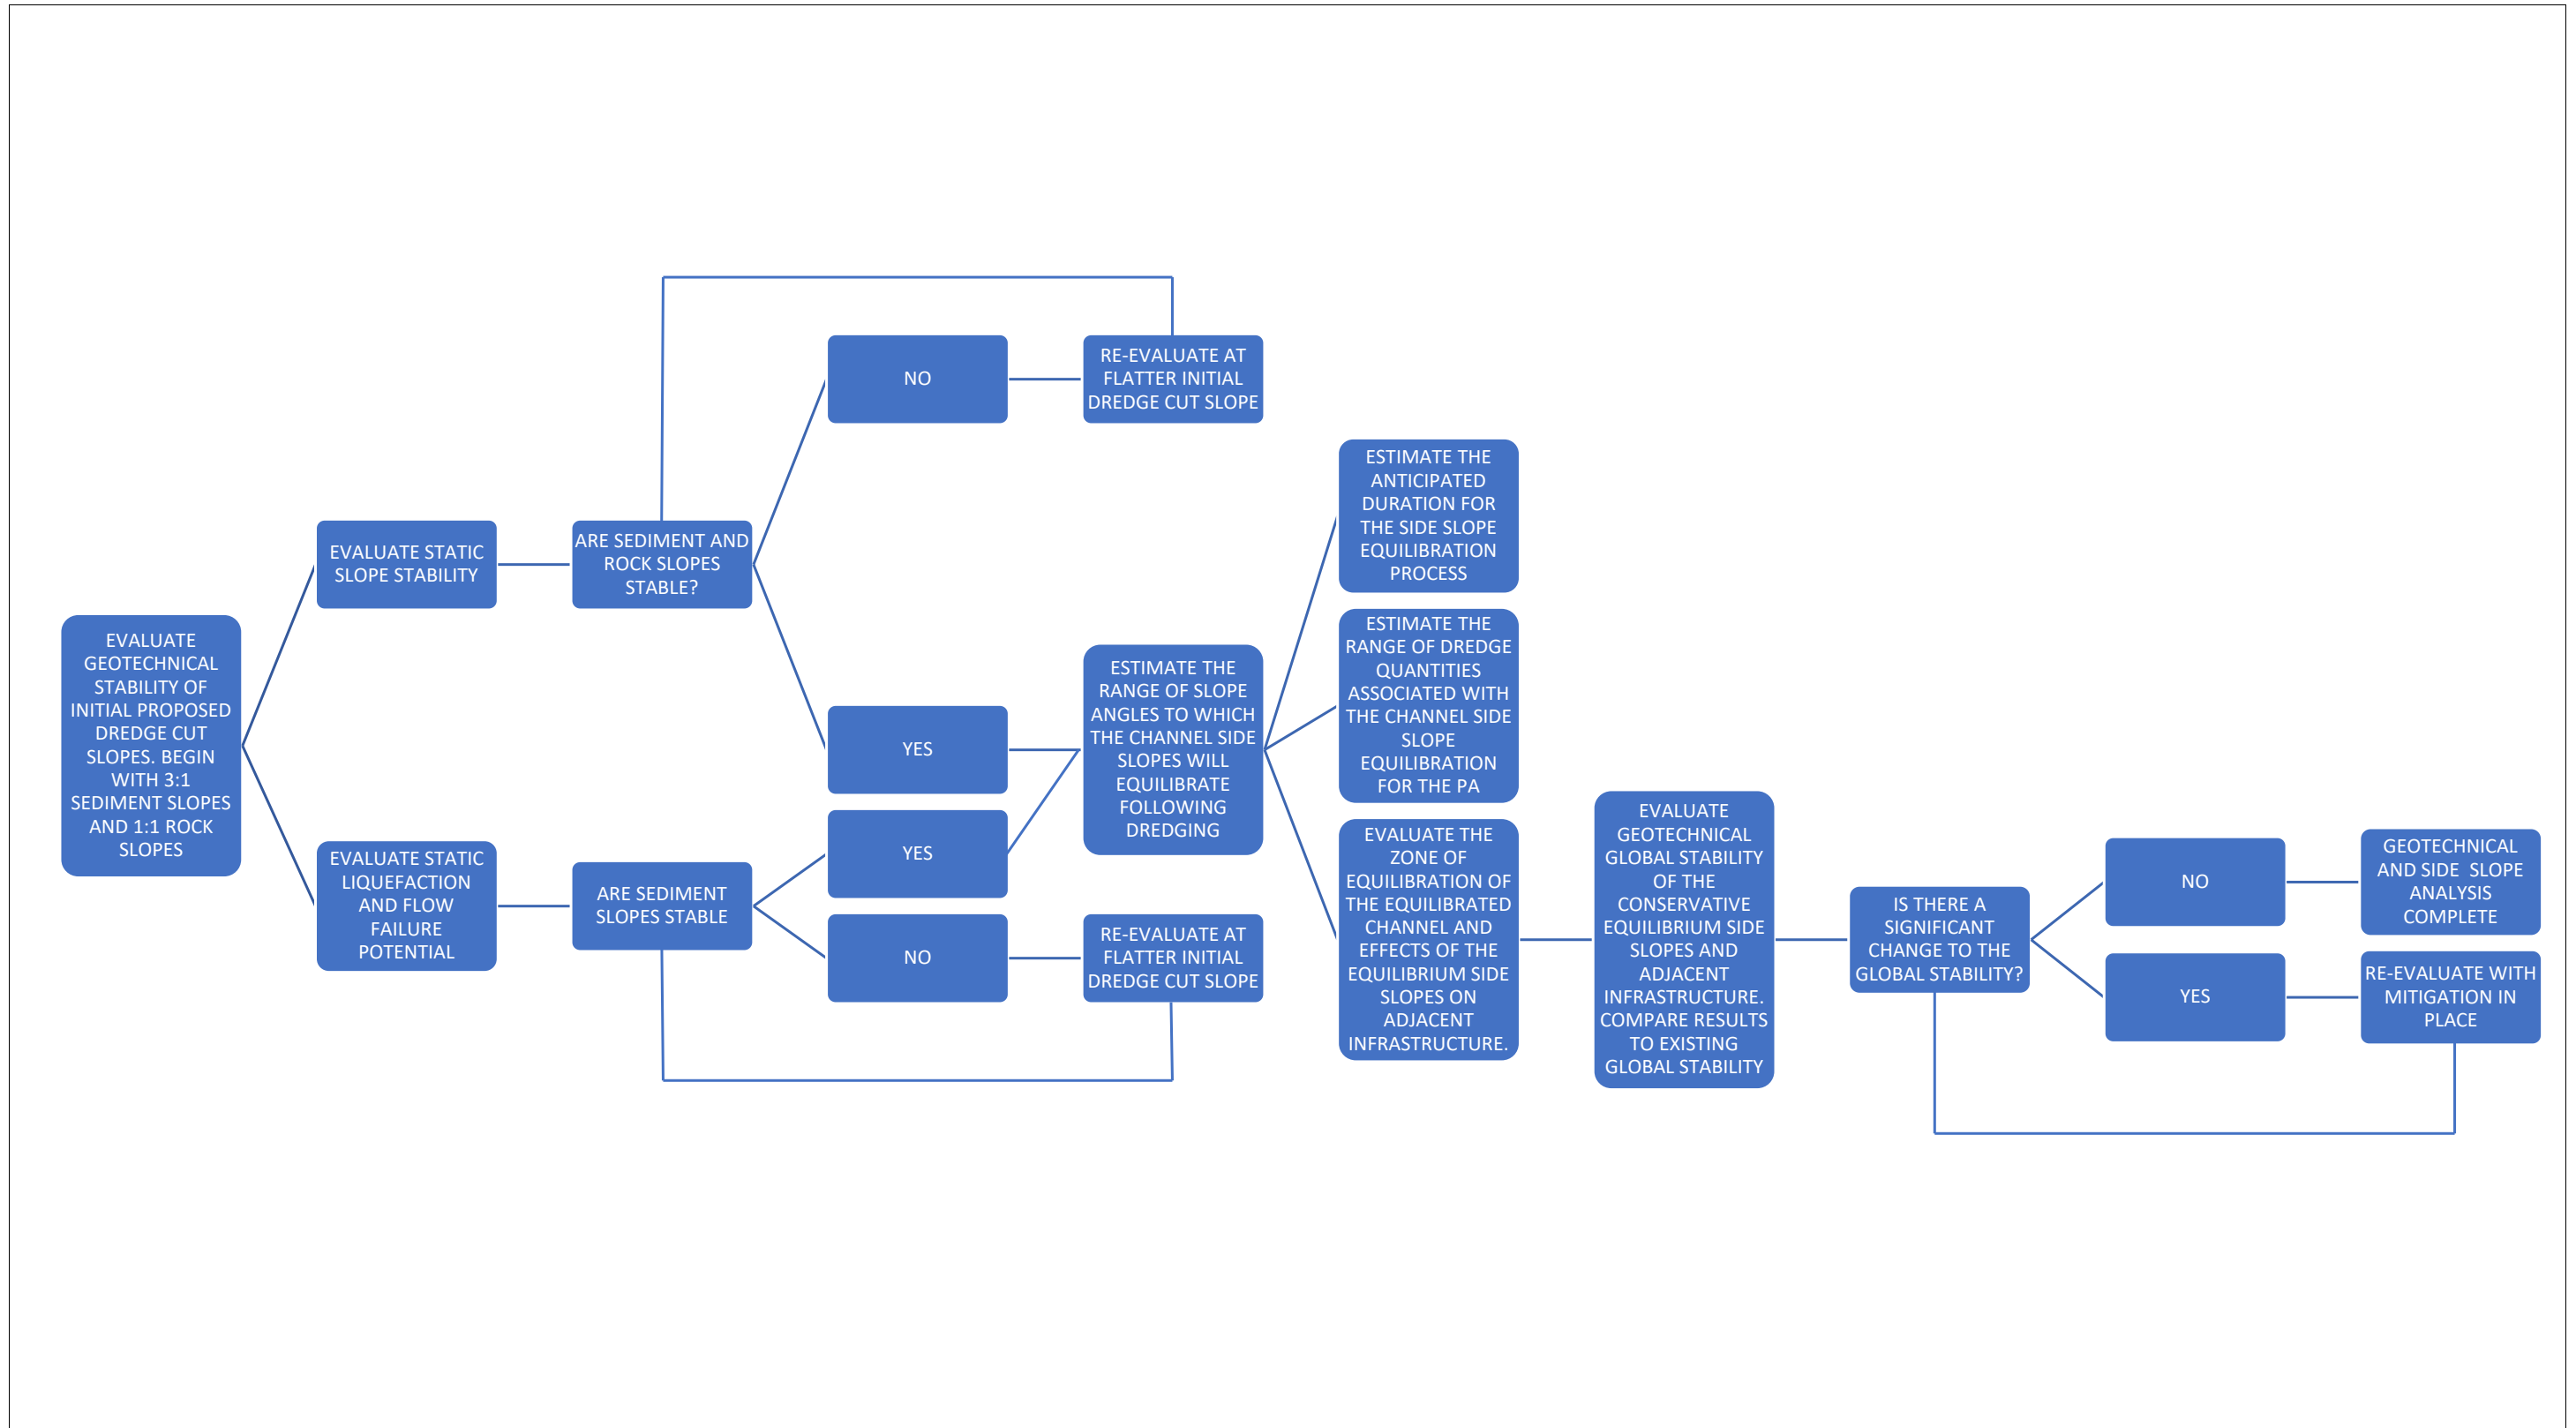 EVALUATE
GEOTECHNICAL
STABILITY OF
INITIAL PROPOSED
DREDGE CUT
SLOPES. BEGIN
WITH 3:1
SEDIMENT SLOPES
AND 1:1 ROCK
SLOPES
EVALUATE STATIC
SLOPE STABILITY
EVALUATE STATIC
LIQUEFACTION
AND FLOW
FAILURE
POTENTIAL
ARE SEDIMENT AND
ROCK SLOPES
STABLE?
ARE SEDIMENT
SLOPES STABLE
NO
YES
YES
NO
RE-EVALUATE AT
FLATTER INITIAL
DREDGE CUT SLOPE
ESTIMATE THE
RANGE OF SLOPE
ANGLES TO WHICH
THE CHANNEL SIDE
SLOPES WILL
EQUILIBRATE
FOLLOWING
DREDGING
RE-EVALUATE AT
FLATTER INITIAL
DREDGE CUT SLOPE
ESTIMATE THE
ANTICIPATED
DURATION FOR
THE SIDE SLOPE
EQUILIBRATION
PROCESS
ESTIMATE THE
RANGE OF DREDGE
QUANTITIES
ASSOCIATED WITH
THE CHANNEL SIDE
SLOPE
EQUILIBRATION
FOR THE PA
EVALUATE THE
ZONE OF
EQUILIBRATION OF
THE EQUILIBRATED
CHANNEL AND
EFFECTS OF THE
EQUILIBRIUM SIDE
SLOPES ON
ADJACENT
INFRASTRUCTURE.
EVALUATE
GEOTECHNICAL
GLOBAL STABILITY
OF THE
CONSERVATIVE
EQUILIBRIUM SIDE
SLOPES AND
ADJACENT
INFRASTRUCTURE.
COMPARE RESULTS
TO EXISTING
GLOBAL STABILITY
IS THERE A
SIGNIFICANT
CHANGE TO THE
GLOBAL STABILITY?
NO
YES
GEOTECHNICAL
AND SIDE  SLOPE
ANALYSIS
COMPLETE
RE-EVALUATE WITH
MITIGATION IN
PLACE